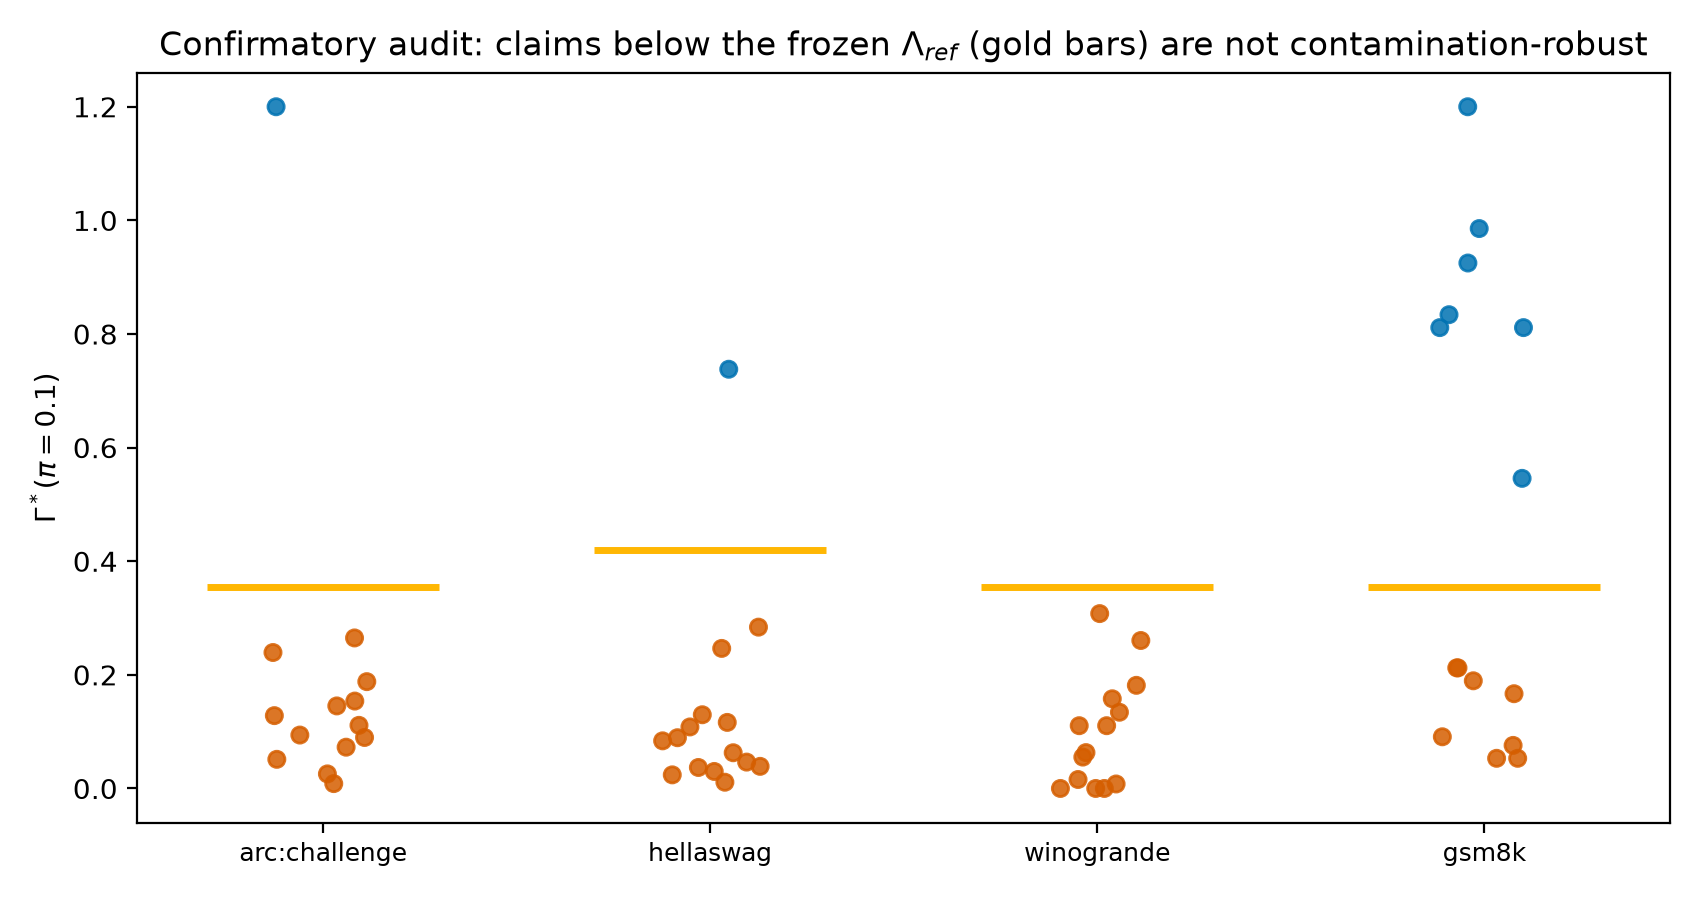 Confirmatory audit: claims below the frozen Λ_ref (gold bars) are not contamination-robust
Γ*(π = 0.1)
1.2
1.0
0.8
0.6
0.4
0.2
0.0
arc:challenge hellaswag winogrande gsm8k